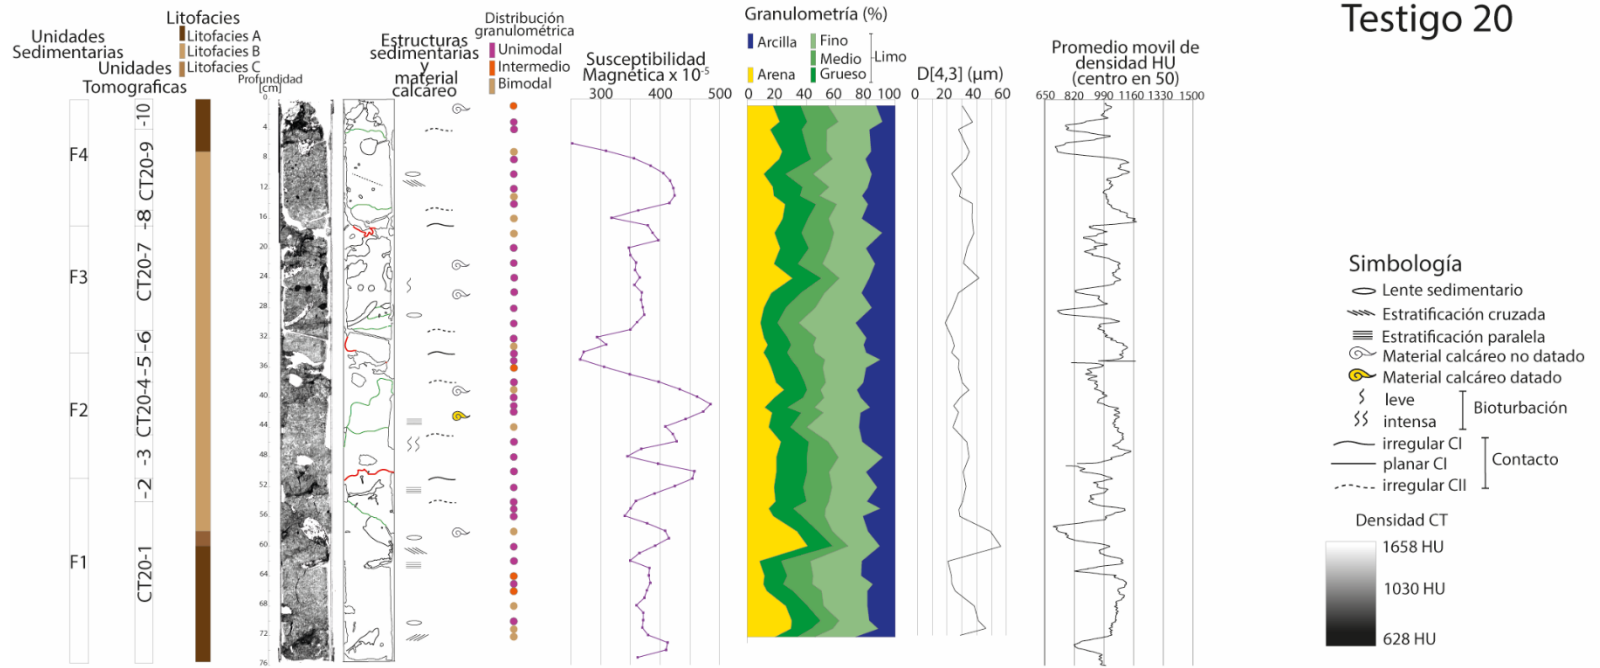 Testigo 20
Unidades
Sedimentarias
Unidades
Tomograficas
Litofacies
Litofacies A
Litofacies B
Litofacies C
Profundidad
[cm]
Estructuras
sedimentarias
y
material
calcáreo
Distribución
granulométrica
Unimodal
Intermedio
Bimodal
Susceptibilidad
Magnética x 10-5
300 400 500
Granulometría (%)
Arcilla
Arena
Fino
Medio
Grueso
Limo
0 20 40 60 80 100
D[4,3] (μm)
0 20 40 60
Promedio movil de
densidad HU
(centro en 50)
650 820 990 1160 1330 1500
F4
F3
F2
F1
-10
CT20-9
-8
CT20-7
-6
-5
CT20-4
-3
-2
CT20-1
0
4
8
12
16
20
24
28
32
36
40
44
48
52
56
60
64
68
72
76
Simbología
Lente sedimentario
Estratificación cruzada
Estratificación paralela
Material calcáreo no datado
Material calcáreo datado
leve
intensa
Bioturbación
irregular CI
planar CI
irregular CII
Contacto
Densidad CT
1658 HU
1030 HU
628 HU